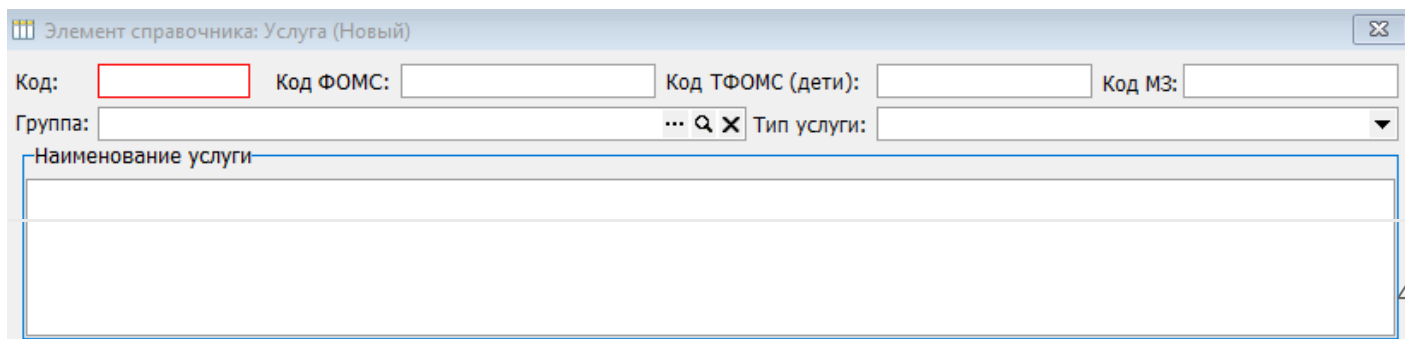 Элемент справочника: Услуга (Новый)
Код: Код ФОМС: Код ТФОМС (дети): Код МЗ:
Группа: Тип услуги:
Наименование услуги